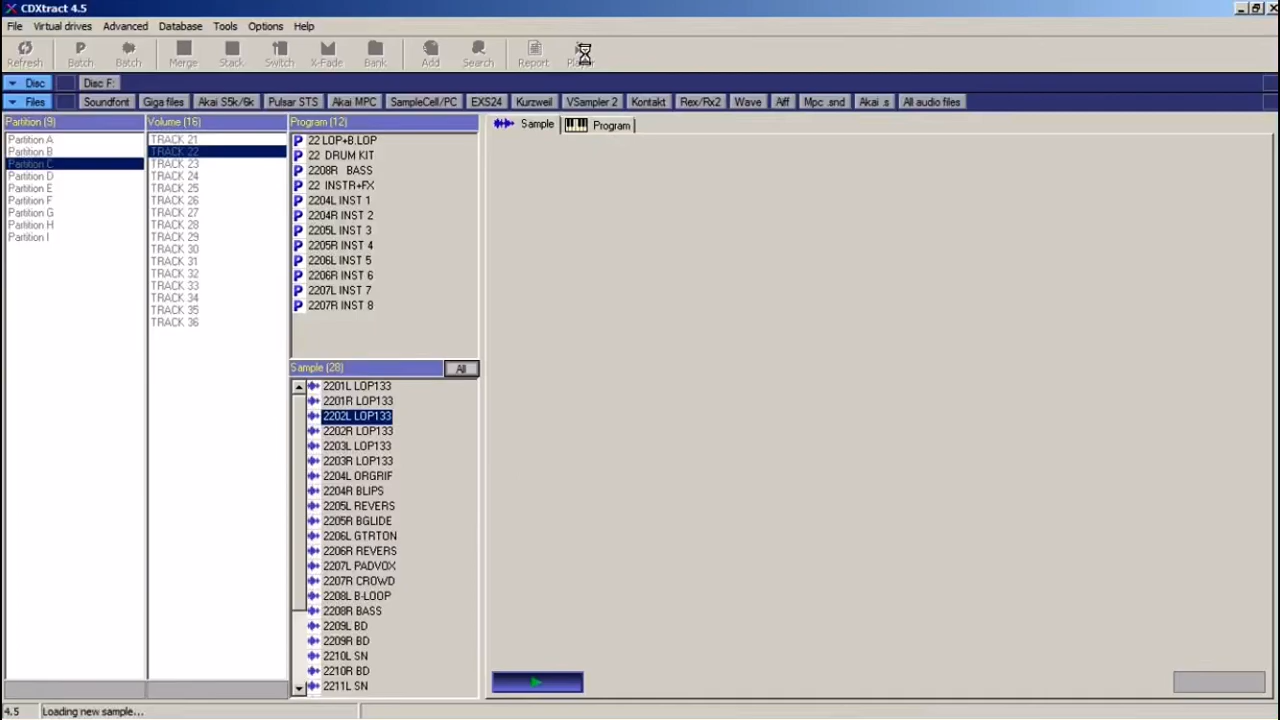 CDXtract 4.5
File Virtual drives Advanced Database Tools Options Help
Refresh Batch Batch Merge Stack Switch X-Fade Bank Add Search Report
Disc Disc F:
Files Soundfont Giga files Akai S5k/6k Pulsar STS Akai MPC SampleCell/PC EXS24 Kurzweil VSampler 2 Kontakt Rex/Rx2 Wave Aiff Mpc .snd Akai .s All audio files
Partition (9)
Partition A
Partition B
Partition C
Partition D
Partition E
Partition F
Partition G
Partition H
Partition I
Volume (16)
TRACK 21
TRACK 22
TRACK 23
TRACK 24
TRACK 25
TRACK 26
TRACK 27
TRACK 28
TRACK 29
TRACK 30
TRACK 31
TRACK 32
TRACK 33
TRACK 34
TRACK 35
TRACK 36
Program (12)
P 22 LOP+B.LOP
P 22 DRUM KIT
P 2208R BASS
P 22 INSTR+FX
P 2204L INST 1
P 2204R INST 2
P 2205L INST 3
P 2205R INST 4
P 2206L INST 5
P 2206R INST 6
P 2207L INST 7
P 2207R INST 8
Sample (28) All
2201L LOP133
2201R LOP133
2202L LOP133
2202R LOP133
2203L LOP133
2203R LOP133
2204L ORGRIF
2204R BLIPS
2205L REVERS
2205R BGLIDE
2206L GTRTON
2206R REVERS
2207L PADVOX
2207R CROWD
2208L B-LOOP
2208R BASS
2209L BD
2209R BD
2210L SN
2210R BD
2211L SN
Sample Program
4.5 Loading new sample...